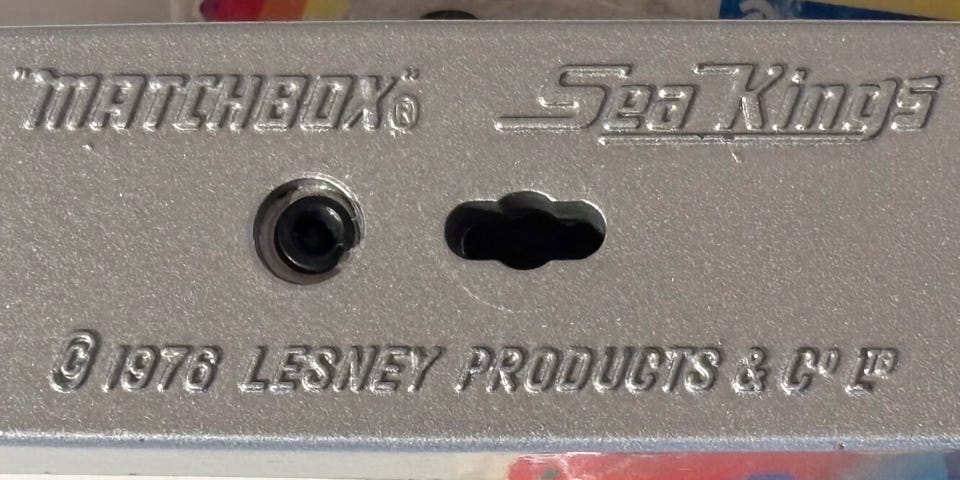 "MATCHBOX"® Sea Kings
© 1976 LESNEY PRODUCTS & Cº Lᵀᴰ